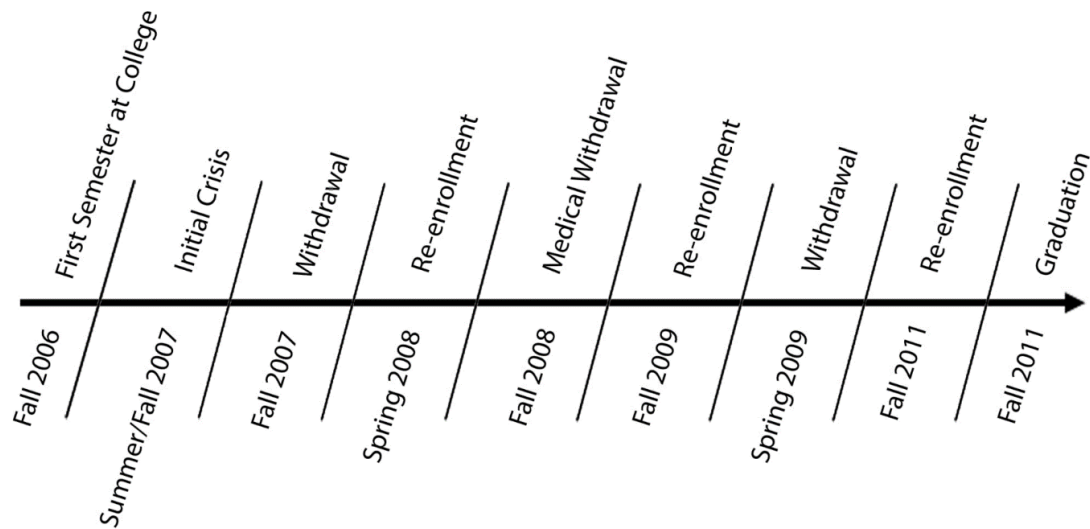 First Semester at College
Initial Crisis
Withdrawal
Re-enrollment
Medical Withdrawal
Re-enrollment
Withdrawal
Re-enrollment
Graduation
Fall 2006
Summer/Fall 2007
Fall 2007
Spring 2008
Fall 2008
Fall 2009
Spring 2009
Fall 2011
Fall 2011